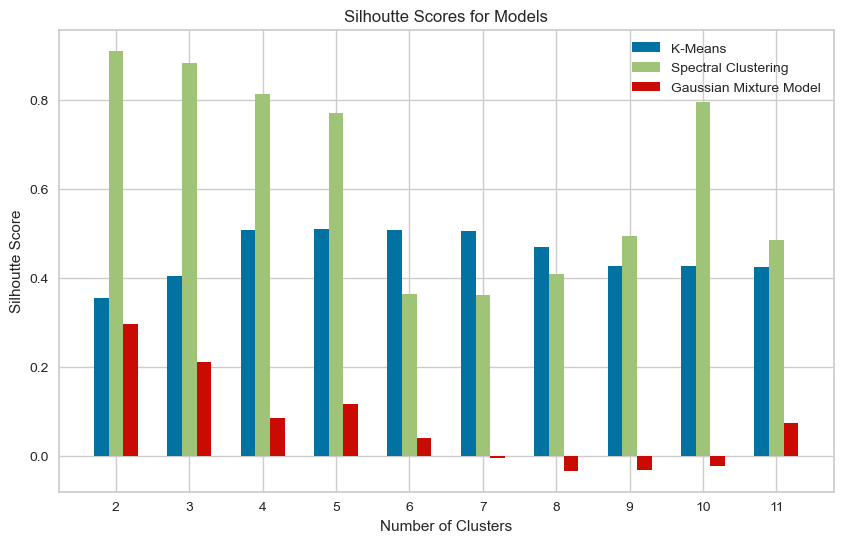 Silhoutte Scores for Models
K-Means
Spectral Clustering
Gaussian Mixture Model
Silhoutte Score
0.8
0.6
0.4
0.2
0.0
2 3 4 5 6 7 8 9 10 11
Number of Clusters